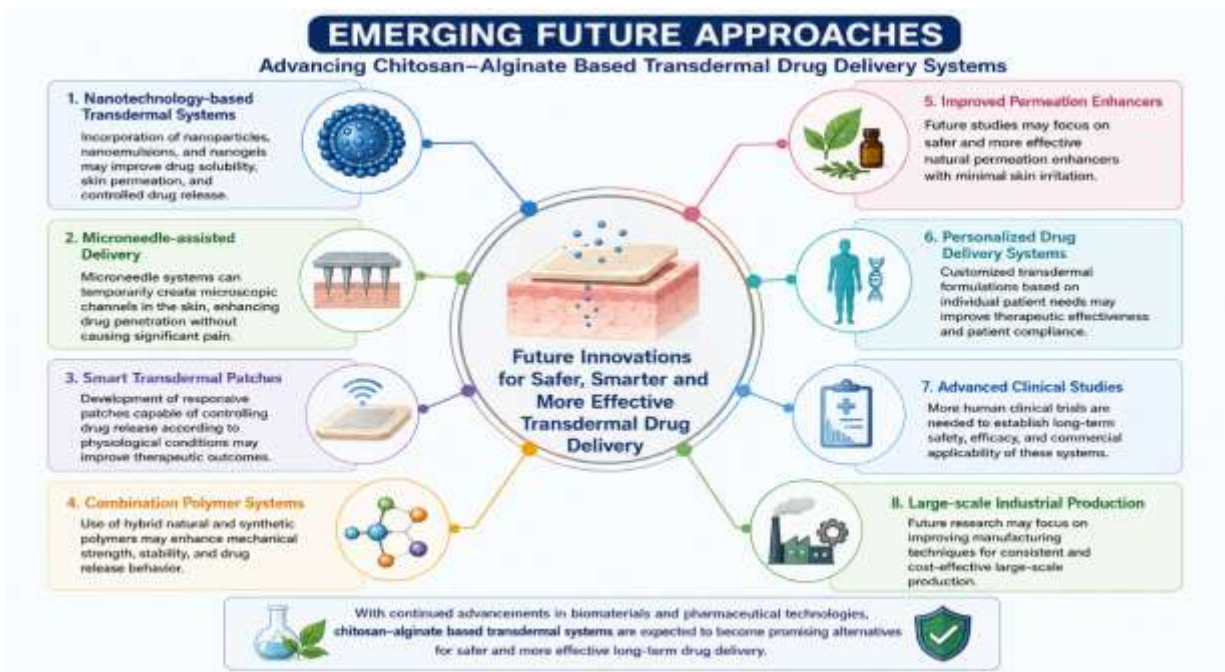 EMERGING FUTURE APPROACHES
Advancing Chitosan–Alginate Based Transdermal Drug Delivery Systems
1. Nanotechnology-based
Transdermal Systems
Incorporation of nanoparticles,
nanoemulsions, and nanogels
may improve drug solubility,
skin permeation, and
controlled drug release.
2. Microneedle-assisted
Delivery
Microneedle systems can
temporarily create microscopic
channels in the skin, enhancing
drug penetration without
causing significant pain.
3. Smart Transdermal Patches
Development of responsive
patches capable of controlling
drug release according to
physiological conditions may
improve therapeutic outcomes.
4. Combination Polymer Systems
Use of hybrid natural and synthetic
polymers may enhance mechanical
strength, stability, and drug
release behavior.
Future Innovations
for Safer, Smarter and
More Effective
Transdermal Drug
Delivery
5. Improved Permeation Enhancers
Future studies may focus on
safer and more effective
natural permeation enhancers
with minimal skin irritation.
6. Personalized Drug
Delivery Systems
Customized transdermal
formulations based on
individual patient needs may
improve therapeutic effectiveness
and patient compliance.
7. Advanced Clinical Studies
More human clinical trials are
needed to establish long-term
safety, efficacy, and commercial
applicability of these systems.
8. Large-scale Industrial Production
Future research may focus on
improving manufacturing
techniques for consistent and
cost-effective large-scale
production.
With continued advancements in biomaterials and pharmaceutical technologies,
chitosan–alginate based transdermal systems are expected to become promising alternatives
for safer and more effective long-term drug delivery.